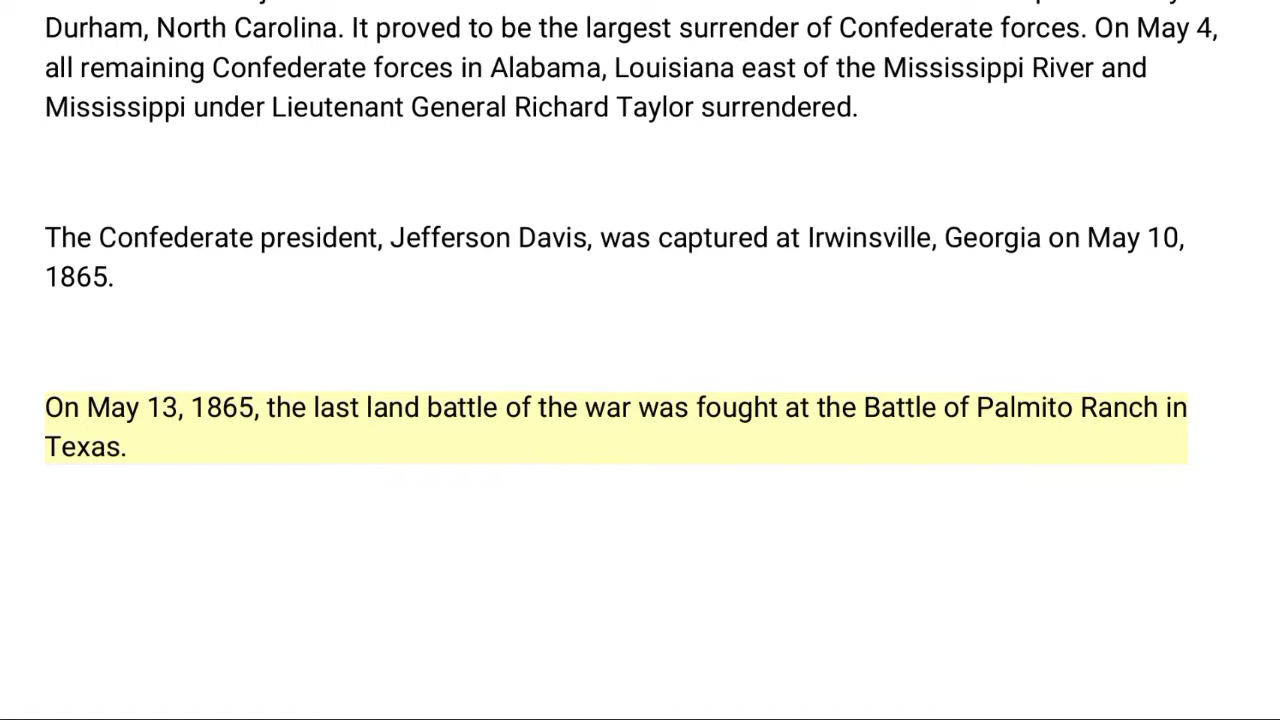 Durham, North Carolina. It proved to be the largest surrender of Confederate forces. On May 4,
all remaining Confederate forces in Alabama, Louisiana east of the Mississippi River and
Mississippi under Lieutenant General Richard Taylor surrendered.
The Confederate president, Jefferson Davis, was captured at Irwinsville, Georgia on May 10,
1865.
On May 13, 1865, the last land battle of the war was fought at the Battle of Palmito Ranch in
Texas.